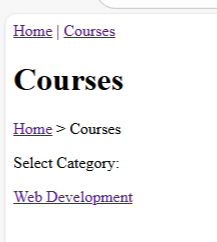 Home | Courses
Courses
Home > Courses
Select Category:
Web Development